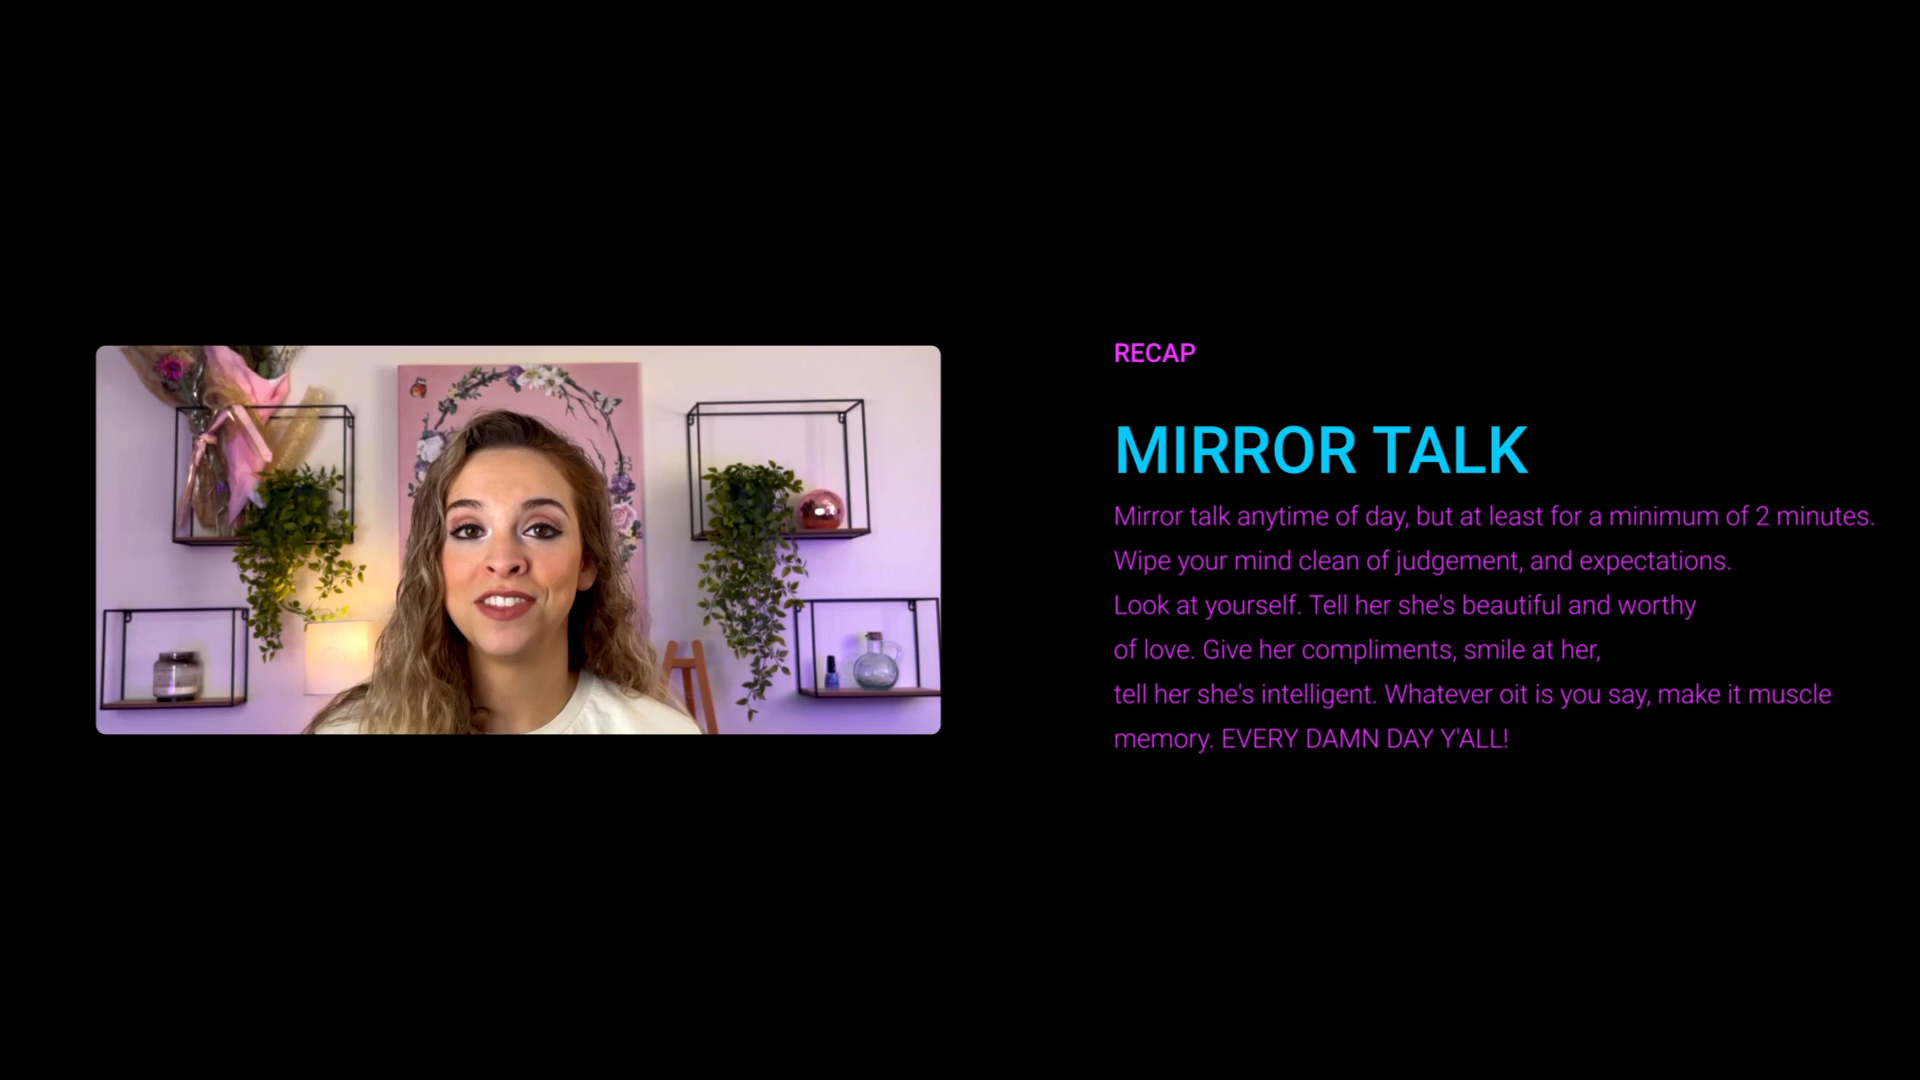 RECAP
MIRROR TALK
Mirror talk anytime of day, but at least for a minimum of 2 minutes.
Wipe your mind clean of judgement, and expectations.
Look at yourself. Tell her she's beautiful and worthy
of love. Give her compliments, smile at her,
tell her she's intelligent. Whatever oit is you say, make it muscle
memory. EVERY DAMN DAY Y'ALL!